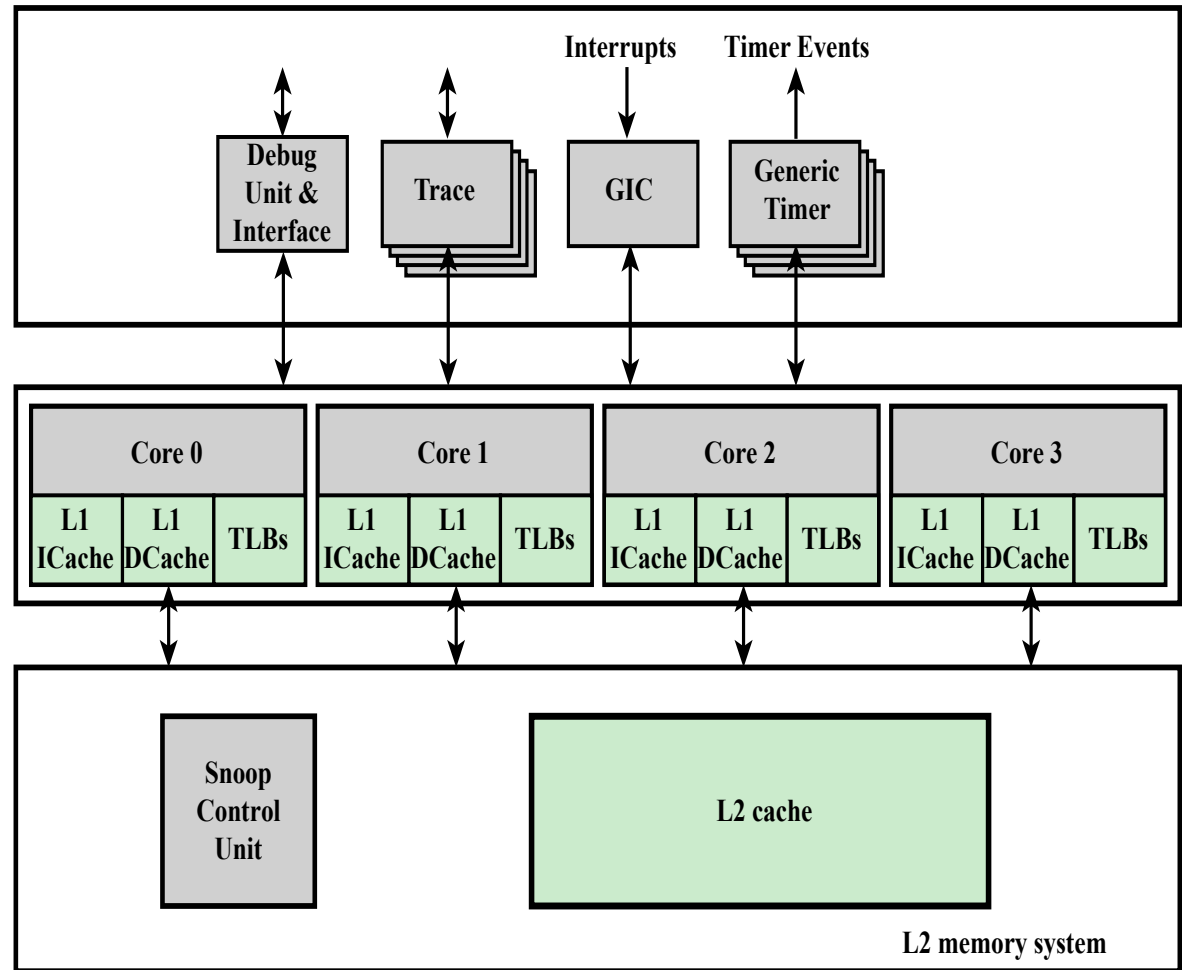 Interrupts
Timer Events
Debug
Unit &
Interface
Trace
GIC
Generic
Timer
Core 0
Core 1
Core 2
Core 3
L1
ICache
L1
DCache
TLBs
L1
ICache
L1
DCache
TLBs
L1
ICache
L1
DCache
TLBs
L1
ICache
L1
DCache
TLBs
Snoop
Control
Unit
L2 cache
L2 memory system